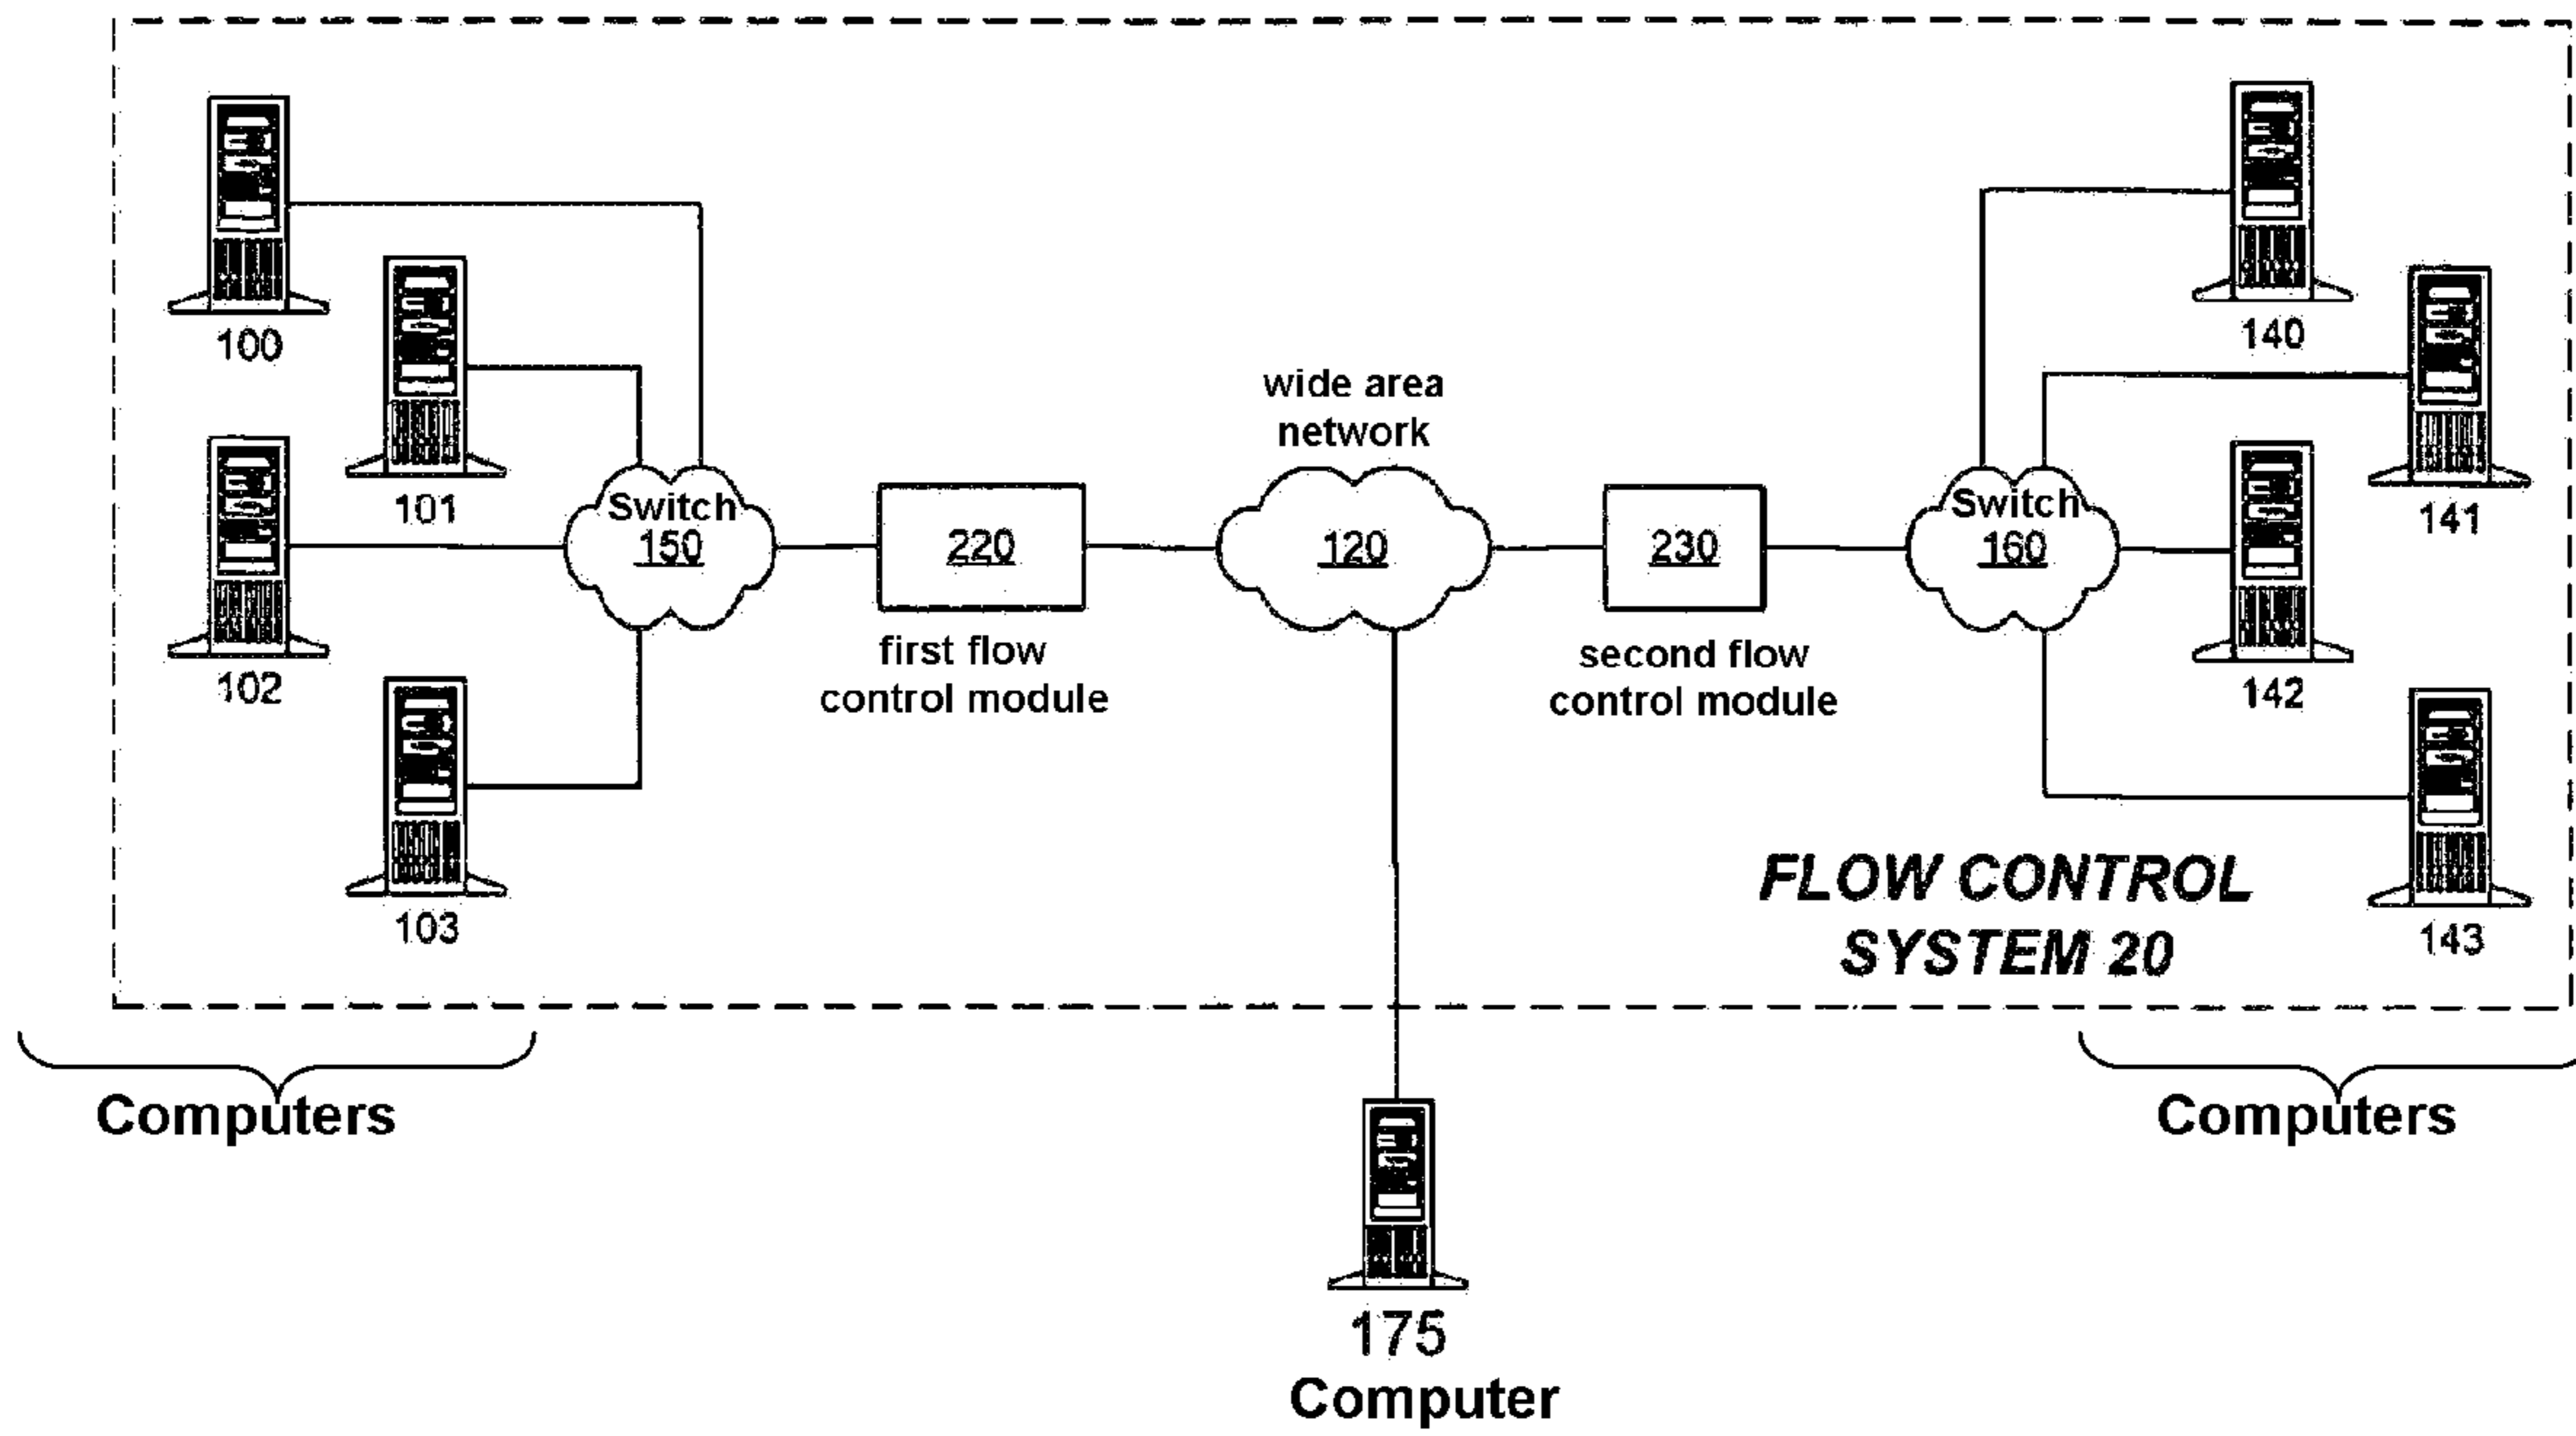 100
101
102
103
Switch
150
220
first flow
control module
wide area
network
120
230
second flow
control module
Switch
160
140
141
142
143
FLOW CONTROL
SYSTEM 20
Computers
Computers
175
Computer